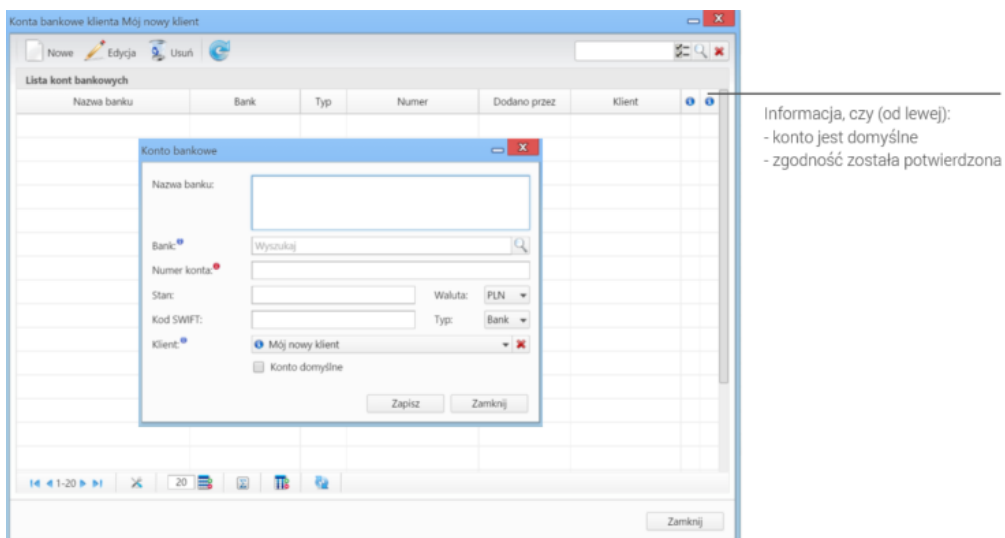 Konta bankowe klienta Mój nowy klient
Nowe Edycja Usuń
Lista kont bankowych
Nazwa banku Bank Typ Numer Dodano przez Klient
Informacja, czy (od lewej):
- konto jest domyślne
- zgodność została potwierdzona
Konto bankowe
Nazwa banku:
Bank: Wyszukaj
Numer konta:
Stan: Waluta: PLN
Kod SWIFT: Typ: Bank
Klient: Mój nowy klient
Konto domyślne
Zapisz Zamknij
1-20 20
Zamknij